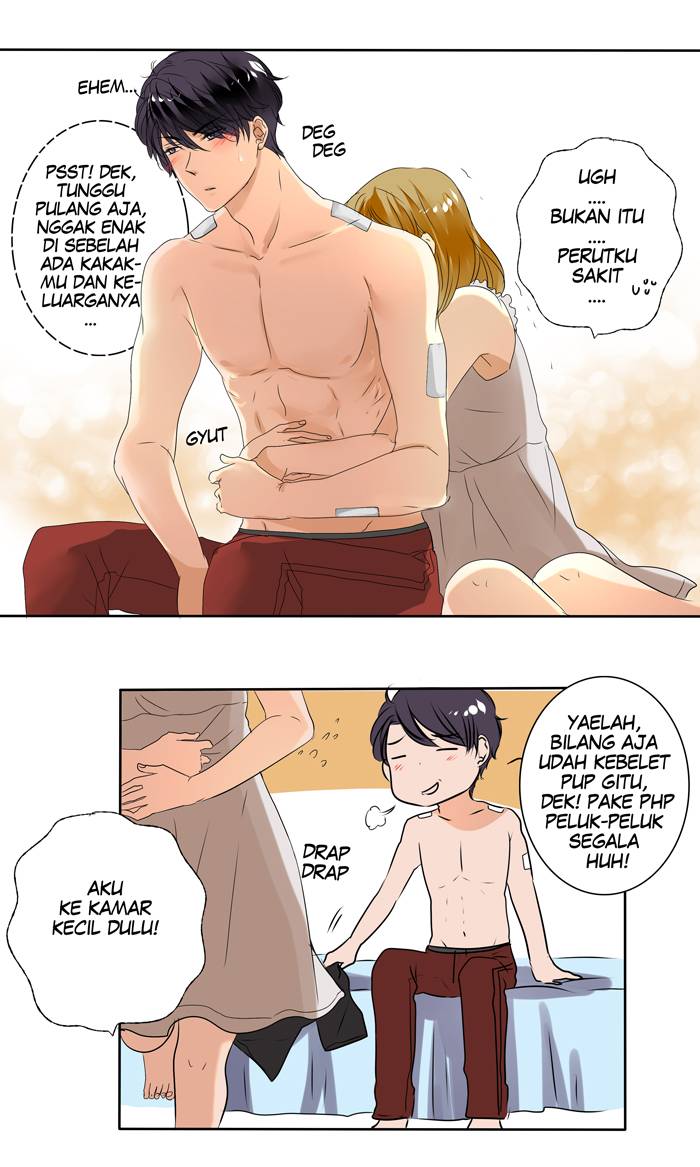 EHEM...
DEG
DEG
PSST! DEK,
TUNGGU
PULANG AJA,
NGGAK ENAK
DI SEBELAH
ADA KAKAK-
MU DAN KE-
LUARGANYA
...
UGH
....
BUKAN ITU
....
PERUTKU
SAKIT
....
GYUT
YAELAH,
BILANG AJA
UDAH KEBELET
PUP GITU,
DEK! PAKE PHP
PELUK-PELUK
SEGALA
HUH!
DRAP
DRAP
AKU
KE KAMAR
KECIL DULU!